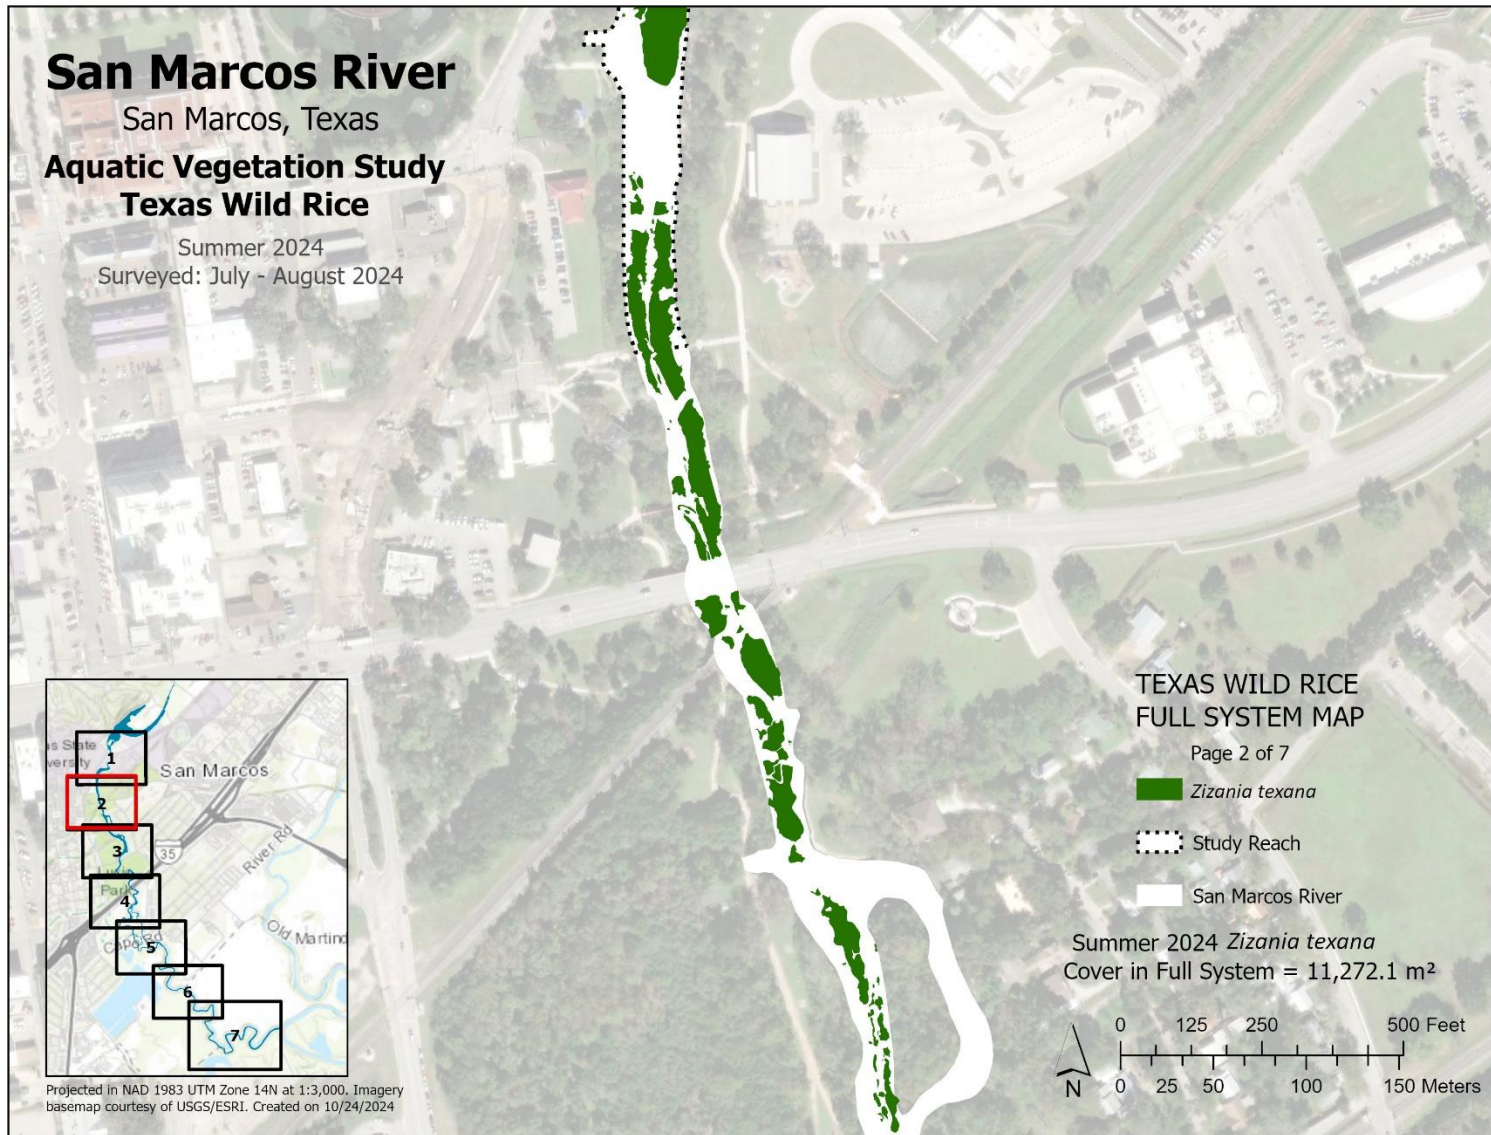 San Marcos River
San Marcos, Texas
Aquatic Vegetation Study
Texas Wild Rice
Summer 2024
Surveyed: July - August 2024
as State
versity
San Marcos
1
2
3
35
River Rd
Park
4
5
Old Martind
6
7
Projected in NAD 1983 UTM Zone 14N at 1:3,000. Imagery
basemap courtesy of USGS/ESRI. Created on 10/24/2024
TEXAS WILD RICE
FULL SYSTEM MAP
Page 2 of 7
Zizania texana
Study Reach
San Marcos River
Summer 2024 Zizania texana
Cover in Full System = 11,272.1 m²
0 125 250 500 Feet
0 25 50 100 150 Meters
N